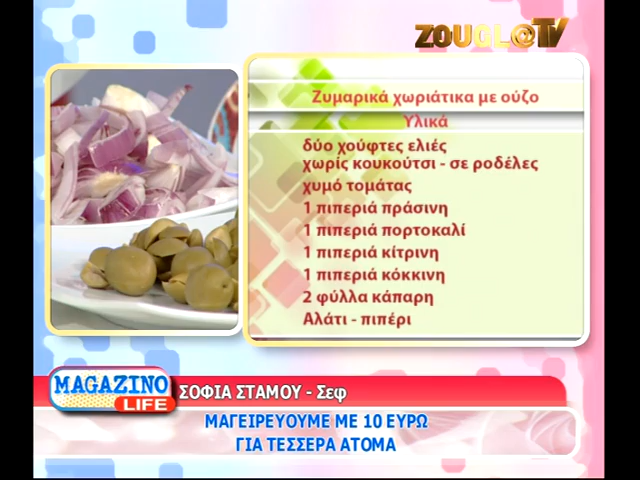 ZOUGL@TV
Ζυμαρικά χωριάτικα με ούζο
Υλικά
δύο χούφτες ελιές
χωρίς κουκούτσι - σε ροδέλες
χυμό τομάτας
1 πιπεριά πράσινη
1 πιπεριά πορτοκαλί
1 πιπεριά κίτρινη
1 πιπεριά κόκκινη
2 φύλλα κάπαρη
Αλάτι - πιπέρι
MAGAZINO
LIFE
ΣΟΦΙΑ ΣΤΑΜΟΥ - Σεφ
ΜΑΓΕΙΡΕΥΟΥΜΕ ΜΕ 10 ΕΥΡΩ
ΓΙΑ ΤΕΣΣΕΡΑ ΑΤΟΜΑ